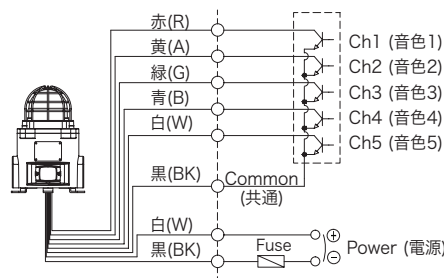 赤(R)
黄(A)
緑(G)
青(B)
白(W)
黒(BK)
Common
(共通)
白(W)
黒(BK)
Fuse
Ch1 (音色1)
Ch2 (音色2)
Ch3 (音色3)
Ch4 (音色4)
Ch5 (音色5)
⊕
⊖
Power (電源)